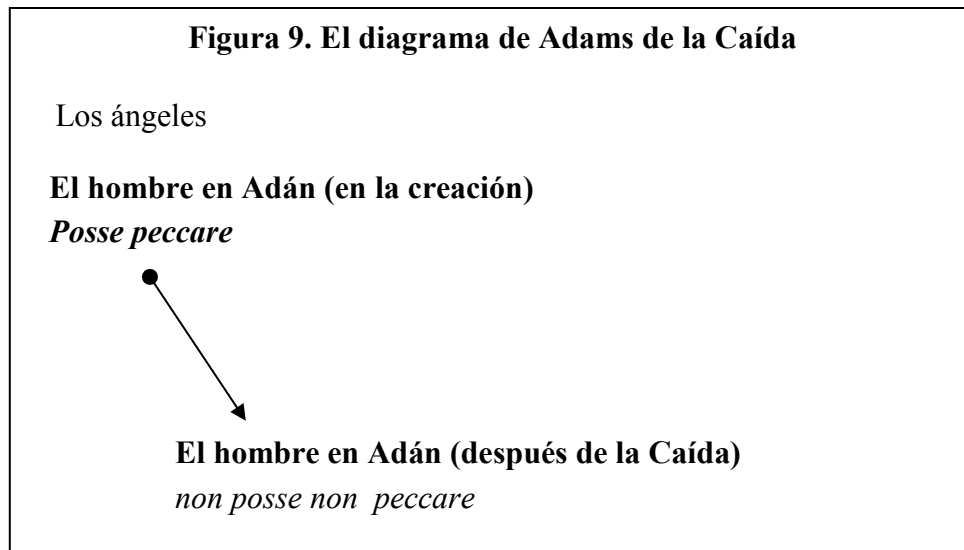 Figura 9. El diagrama de Adams de la Caída
Los ángeles
El hombre en Adán (en la creación)
Posse peccare
El hombre en Adán (después de la Caída)
non posse non peccare